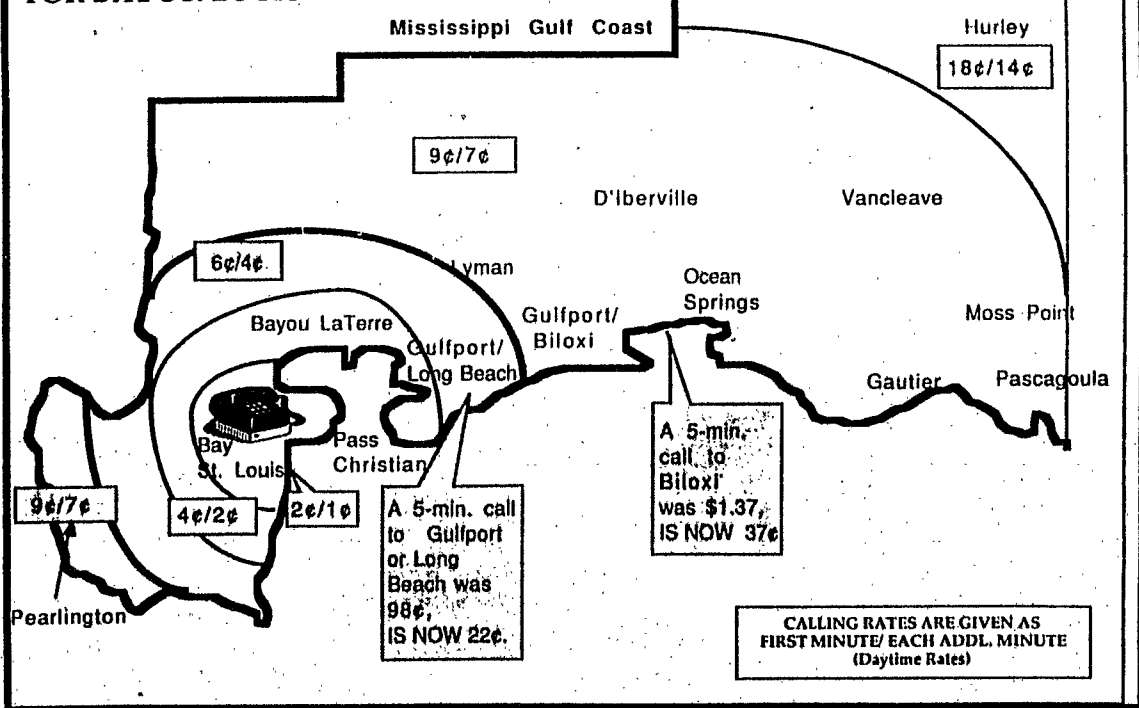 Mississippi Gulf Coast
Hurley
18¢/14¢
9¢/7¢
D'Iberville
Vancleave
6¢/4¢
Lyman
Ocean
Springs
Gulfport/
Biloxi
Moss Point
Bayou LaTerre
Gulfport/
Long Beach
Gautier
Pascagoula
Bay
St. Louis
Pass
Christian
9¢/7¢
4¢/2¢
2¢/1¢
Pearlington
A 5-min. call
to Gulfport
or Long
Beach was
98¢,
IS NOW 22¢.
A 5-min.
call to
Biloxi
was $1.37,
IS NOW 37¢
CALLING RATES ARE GIVEN AS
FIRST MINUTE/ EACH ADDL. MINUTE
(Daytime Rates)